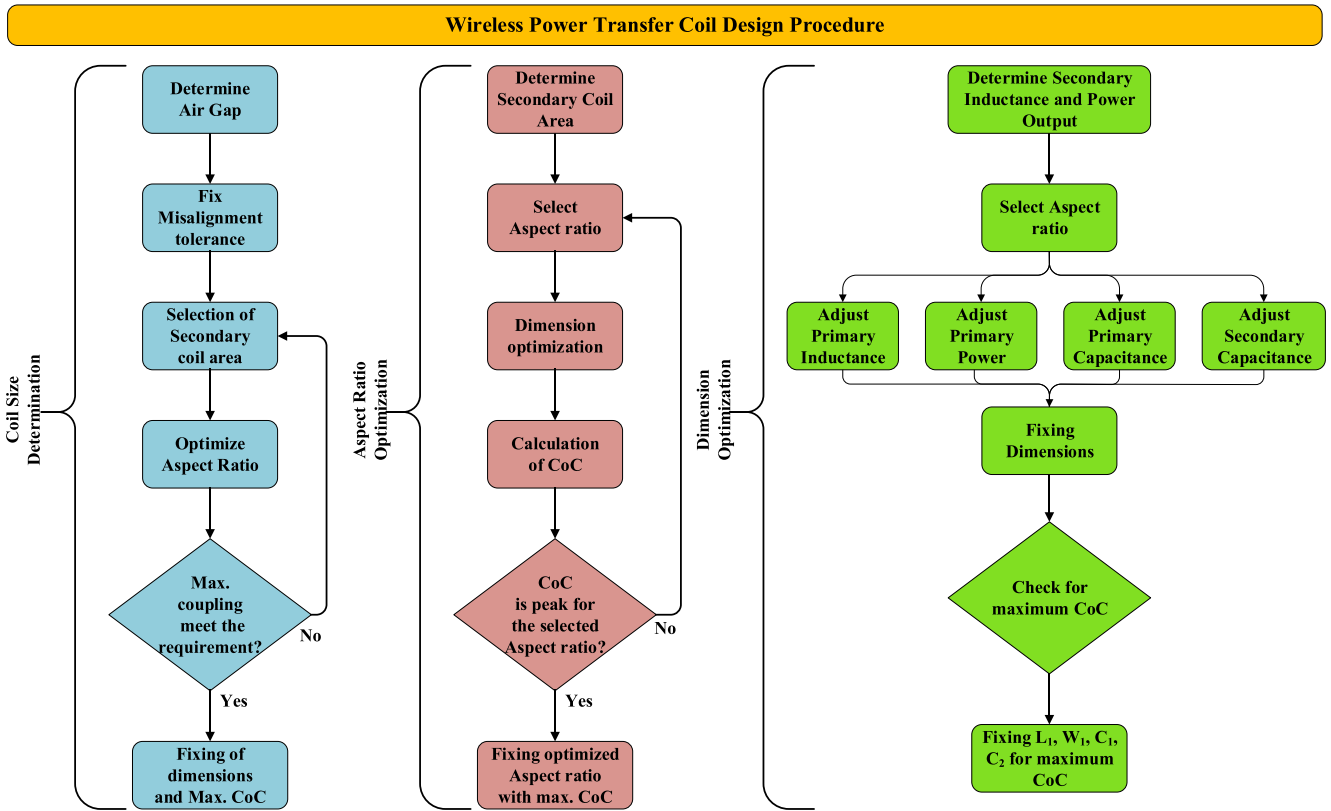 Wireless Power Transfer Coil Design Procedure
Coil Size
Determination
Determine
Air Gap
Fix
Misalignment
tolerance
Selection of
Secondary
coil area
Optimize
Aspect Ratio
Max.
coupling
meet the
requirement?
No
Yes
Fixing of
dimensions
and Max. CoC
Aspect Ratio
Optimization
Determine
Secondary Coil
Area
Select
Aspect ratio
Dimension
optimization
Calculation
of CoC
CoC
is peak for
the selected
Aspect ratio?
No
Yes
Fixing optimized
Aspect ratio
with max. CoC
Dimension
Optimization
Determine Secondary
Inductance and Power
Output
Select Aspect
ratio
Adjust
Primary
Inductance
Adjust
Primary
Power
Adjust
Primary
Capacitance
Adjust
Secondary
Capacitance
Fixing
Dimensions
Check for
maximum CoC
Fixing L₁, W₁, C₁,
C₂ for maximum
CoC